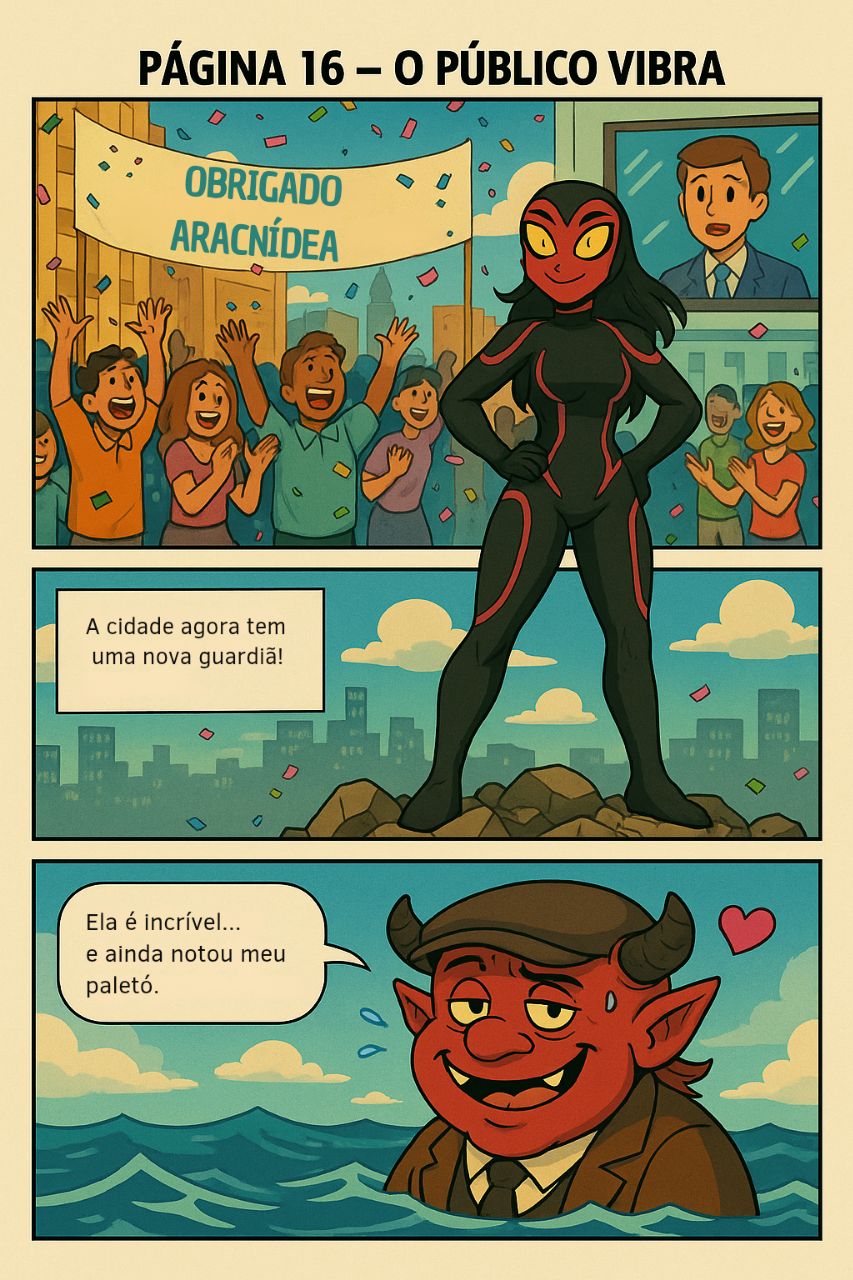 PÁGINA 16 – O PÚBLICO VIBRA
OBRIGADO
ARACNÍDEA
A cidade agora tem
uma nova guardiã!
Ela é incrível...
e ainda notou meu
paletó.